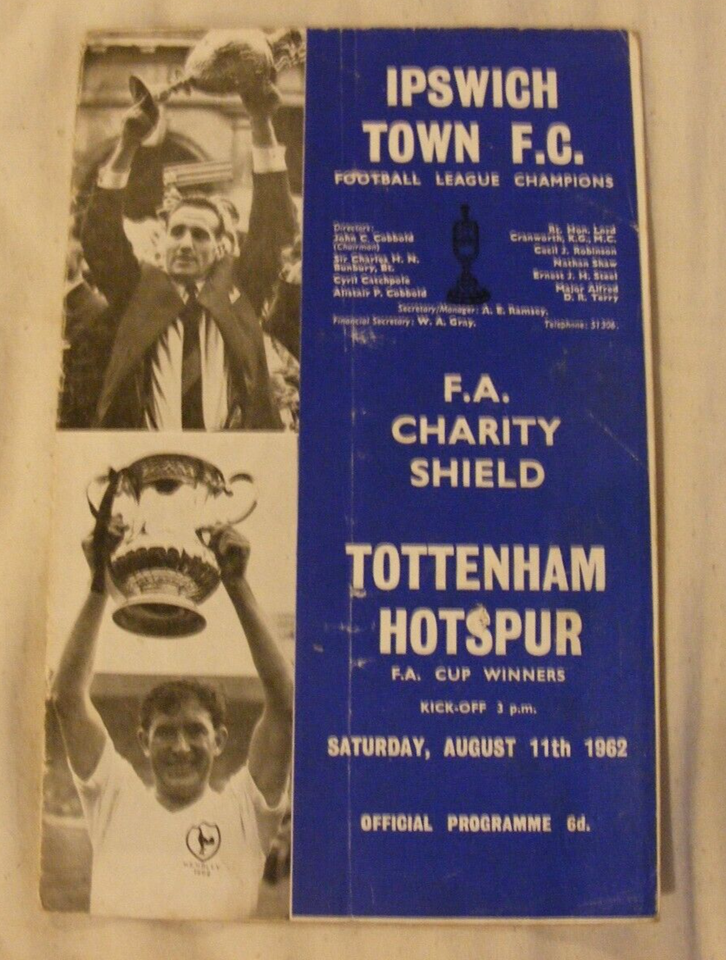 IPSWICH
TOWN F.C.
FOOTBALL LEAGUE CHAMPIONS
Directors:
John C. Cobbold
(Chairman)
Sir Charles H. N.
Bunbury, Bt.
Cyril Catchpole
Alistair P. Cobbold
Rt. Hon. Lord
Cranworth, K.G., M.C.
Cecil J. Robinson
Nathan Shaw
Ernest J. H. Steel
Major Alfred
D. R. Terry
Secretary/Manager: A. E. Ramsey.
Financial Secretary: W. A. Gray.
Telephone: 51306.
F.A.
CHARITY
SHIELD
TOTTENHAM
HOTSPUR
F.A. CUP WINNERS
KICK-OFF 3 p.m.
SATURDAY, AUGUST 11th 1962
OFFICIAL PROGRAMME 6d.
WEMBLEY
1962